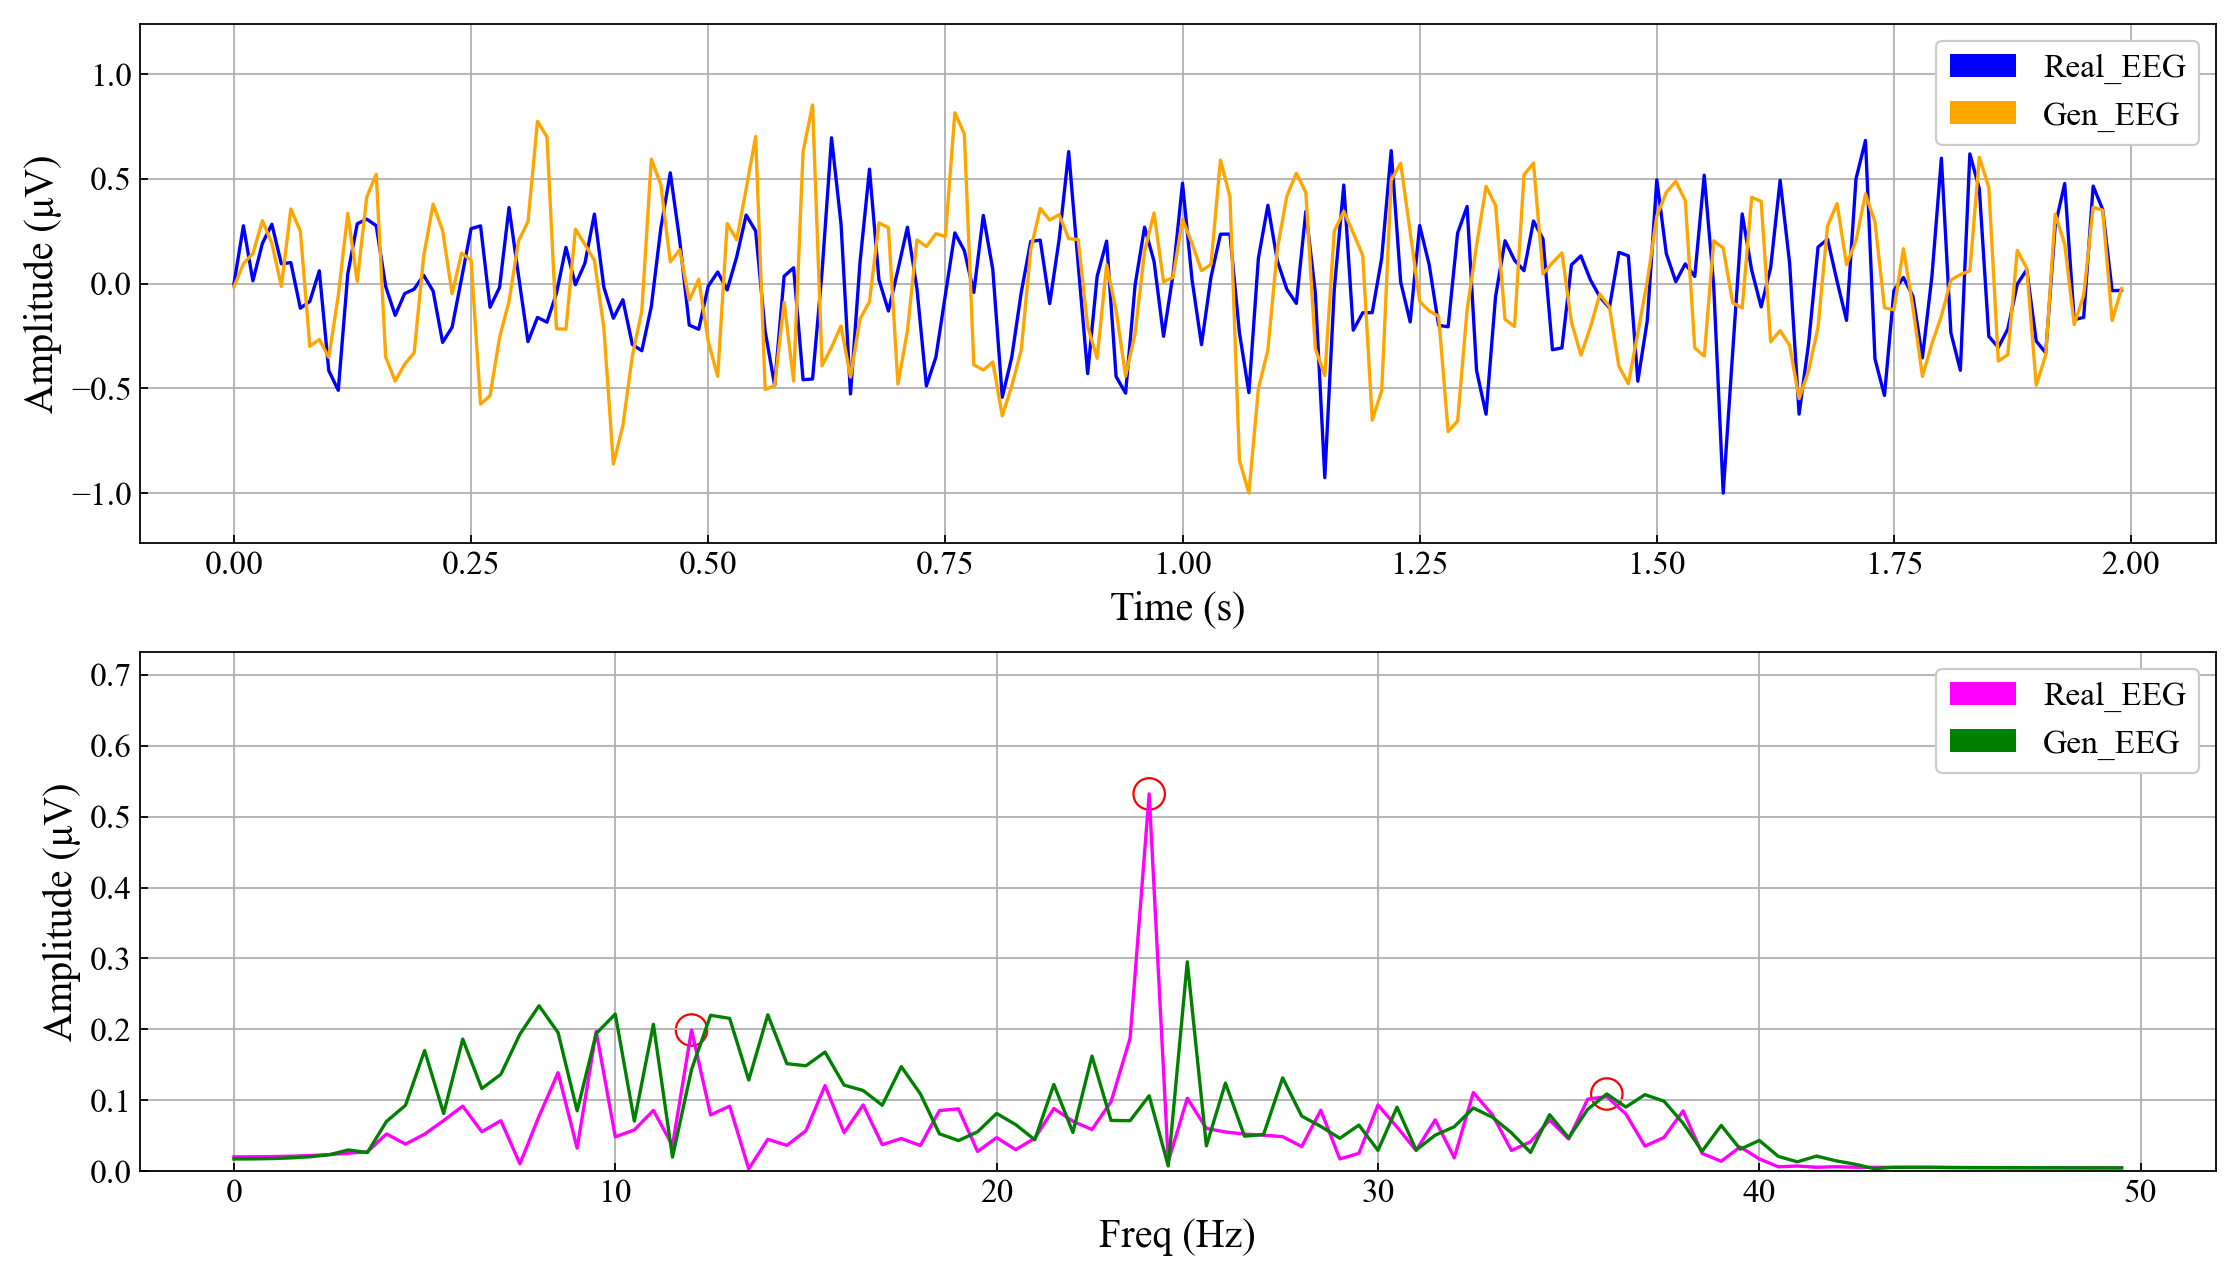 Amplitude (μV)
1.0
0.5
0.0
−0.5
−1.0
Real_EEG
Gen_EEG
0.00 0.25 0.50 0.75 1.00 1.25 1.50 1.75 2.00
Time (s)
Amplitude (μV)
0.7
0.6
0.5
0.4
0.3
0.2
0.1
0.0
Real_EEG
Gen_EEG
0 10 20 30 40 50
Freq (Hz)